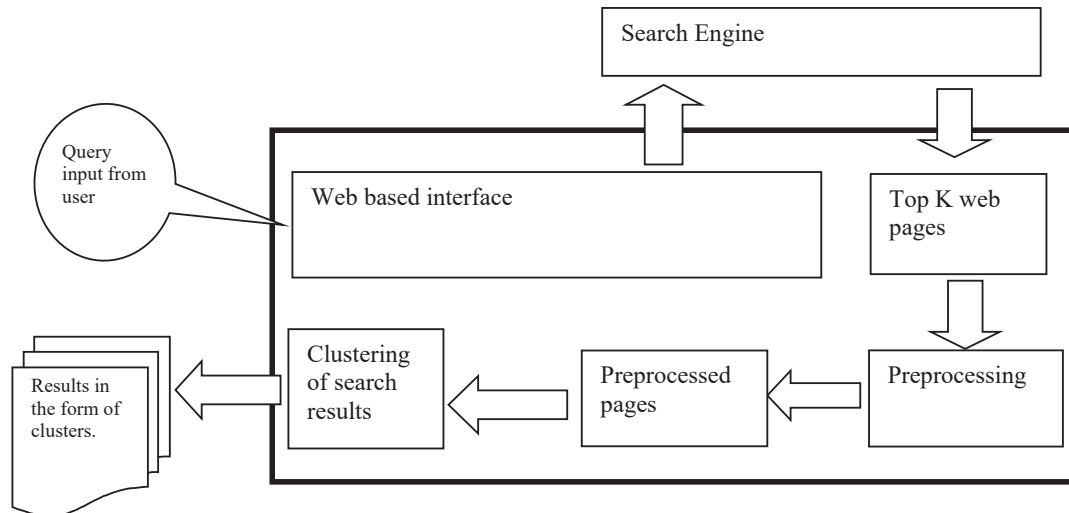 Search Engine
Query
input from
user
Web based interface
Top K web
pages
Clustering
of search
results
Preprocessed
pages
Preprocessing
Results in
the form of
clusters.